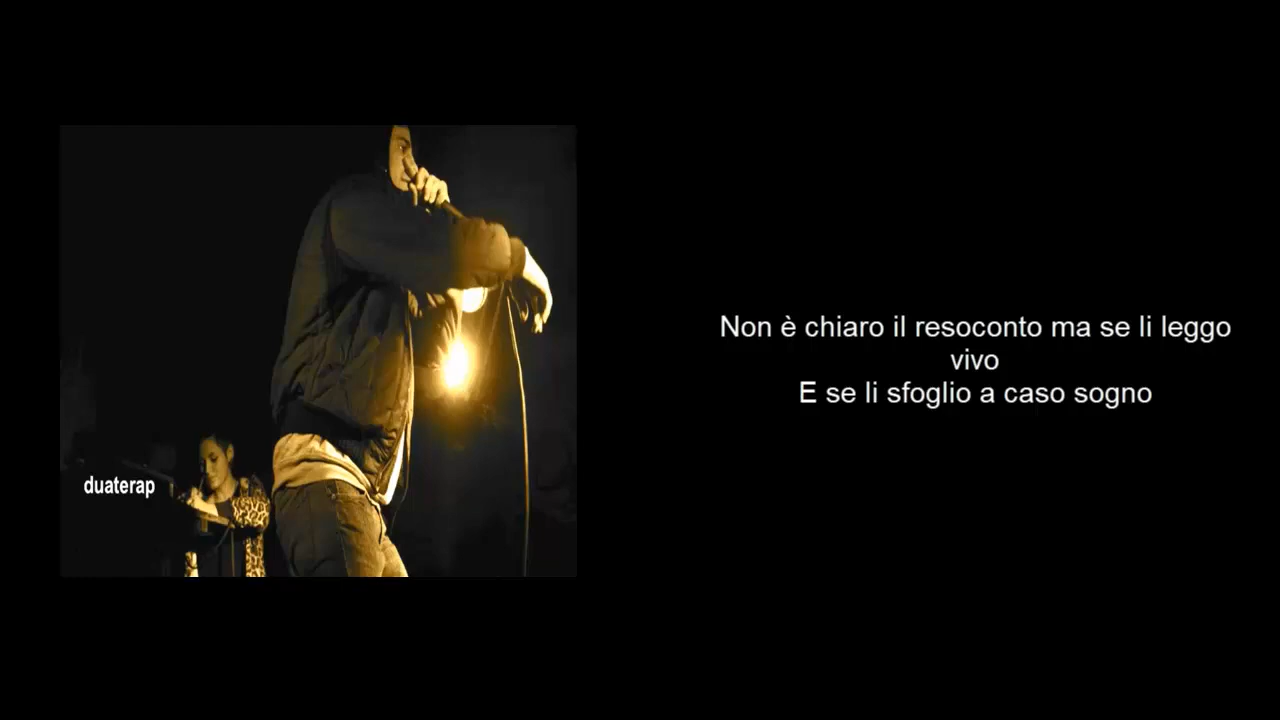 duaterap
Non è chiaro il resoconto ma se li leggo
vivo
E se li sfoglio a caso sogno